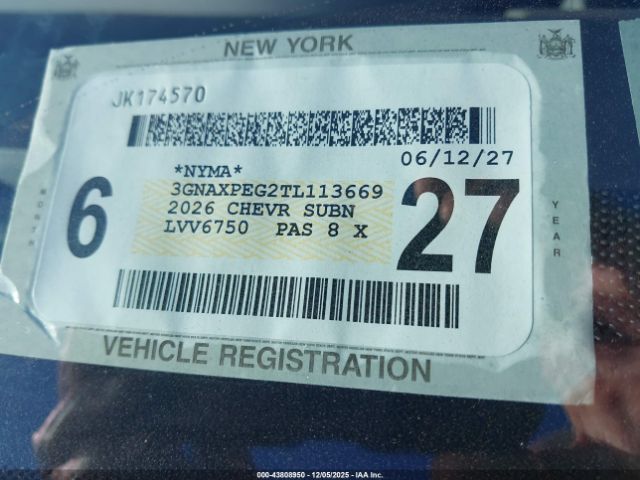 NEW YORK
JK174570
06/12/27
*NYMA*
3GNAXPEG2TL113669
2026 CHEVR SUBN
LVV6750 PAS 8 X
6
27
YEAR
VEHICLE REGISTRATION
000-43808950 - 12/05/2025 - IAA Inc.